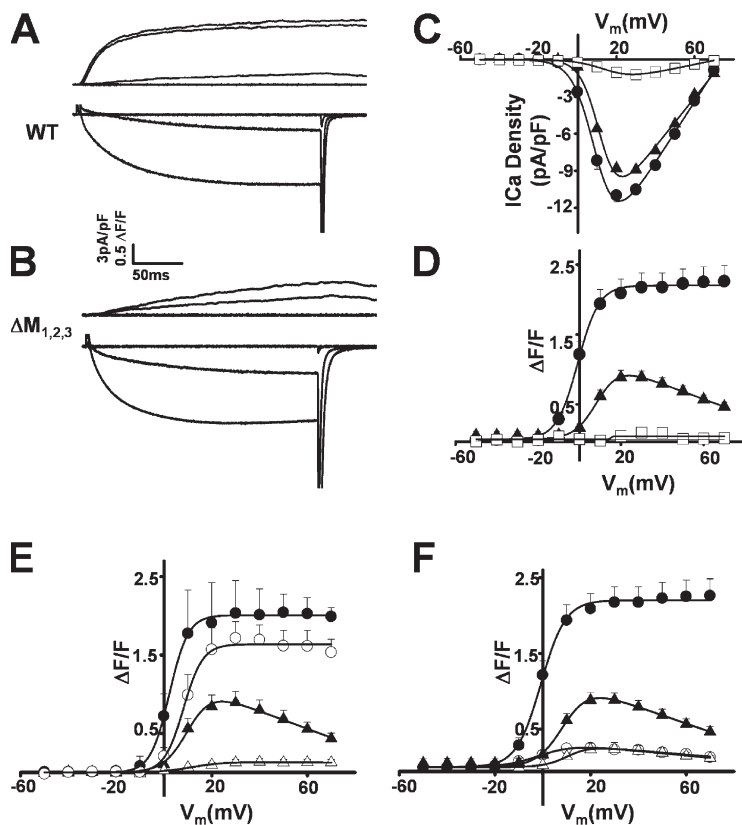 A
WT
3pA/pF
0.5 ΔF/F
50ms
B
ΔM1,2,3
C
Vm(mV)
-60 -20 20 60
-3
-6
-9
-12
ICa Density
(pA/pF)
D
2.5
1.5
0.5
ΔF/F
-60 -20 20 60
Vm(mV)
E
2.5
1.5
0.5
ΔF/F
-60 -20 20 60
Vm(mV)
F
2.5
1.5
0.5
ΔF/F
-60 -20 20 60
Vm(mV)